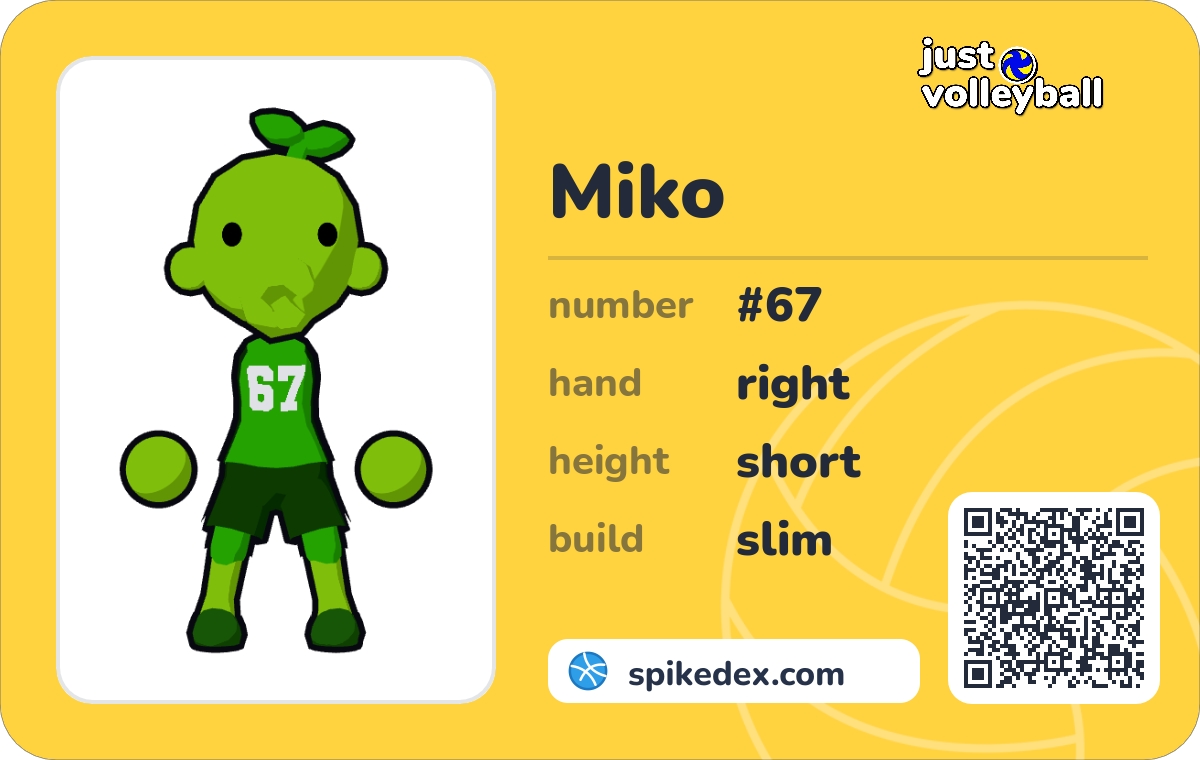 just
volleyball
Miko
number #67
hand right
height short
build slim
67
spikedex.com